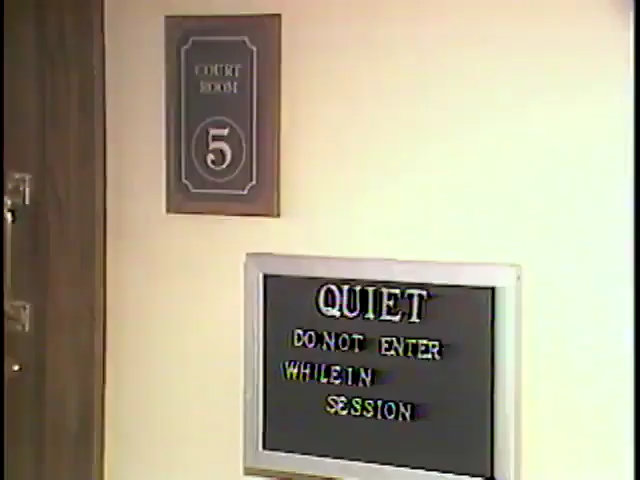 COURT
ROOM
5
QUIET
DO NOT ENTER
WHILE IN
SESSION